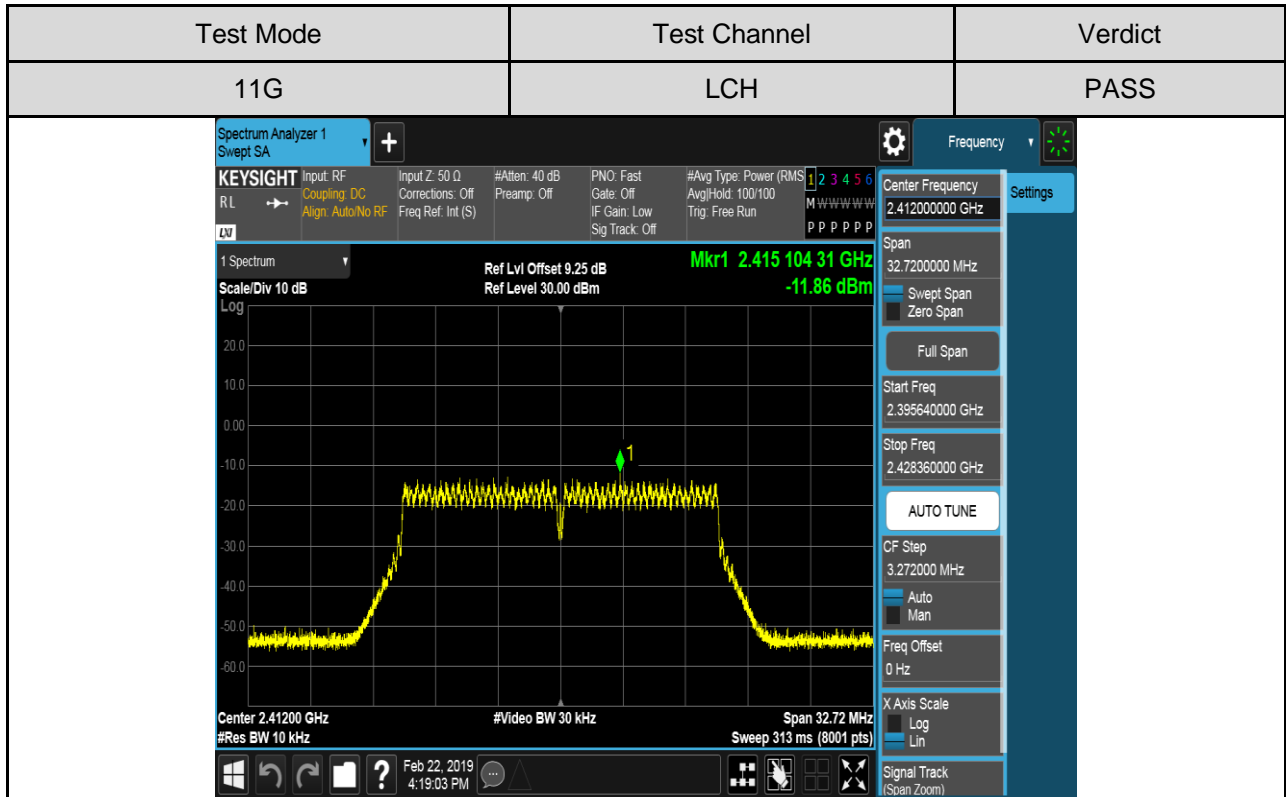 Test Mode Test Channel Verdict
11G LCH PASS
Spectrum Analyzer 1
Swept SA
Frequency
KEYSIGHT Input: RF Input Z: 50 Ω #Atten: 40 dB PNO: Fast #Avg Type: Power (RMS 1 2 3 4 5 6
Coupling: DC Corrections: Off Preamp: Off Gate: Off Avg|Hold: 100/100
RL Align: Auto/No RF Freq Ref: Int (S) IF Gain: Low Trig: Free Run M W W W W W
LXI Sig Track: Off P P P P P P
1 Spectrum
Ref Lvl Offset 9.25 dB
Mkr1 2.415 104 31 GHz
Scale/Div 10 dB Ref Level 30.00 dBm -11.86 dBm
Log
20.0
10.0
0.00
-10.0
-20.0
-30.0
-40.0
-50.0
-60.0
1
Center 2.41200 GHz #Video BW 30 kHz Span 32.72 MHz
#Res BW 10 kHz Sweep 313 ms (8001 pts)
Center Frequency
2.412000000 GHz
Settings
Span
32.7200000 MHz
Swept Span
Zero Span
Full Span
Start Freq
2.395640000 GHz
Stop Freq
2.428360000 GHz
AUTO TUNE
CF Step
3.272000 MHz
Auto
Man
Freq Offset
0 Hz
X Axis Scale
Log
Lin
Signal Track
(Span Zoom)
? Feb 22, 2019
4:19:03 PM